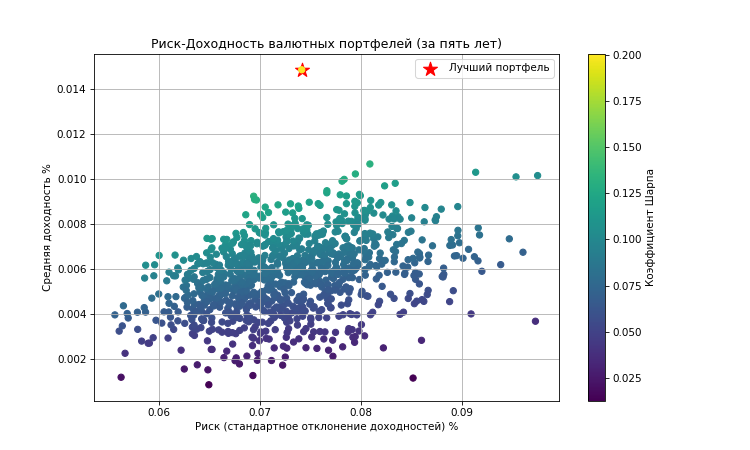 Риск-Доходность валютных портфелей (за пять лет)
Лучший портфель
Средняя доходность %
0.014
0.012
0.010
0.008
0.006
0.004
0.002
0.06 0.07 0.08 0.09
Риск (стандартное отклонение доходностей) %
0.200
0.175
0.150
0.125
0.100
0.075
0.050
0.025
Коэффициент Шарпа